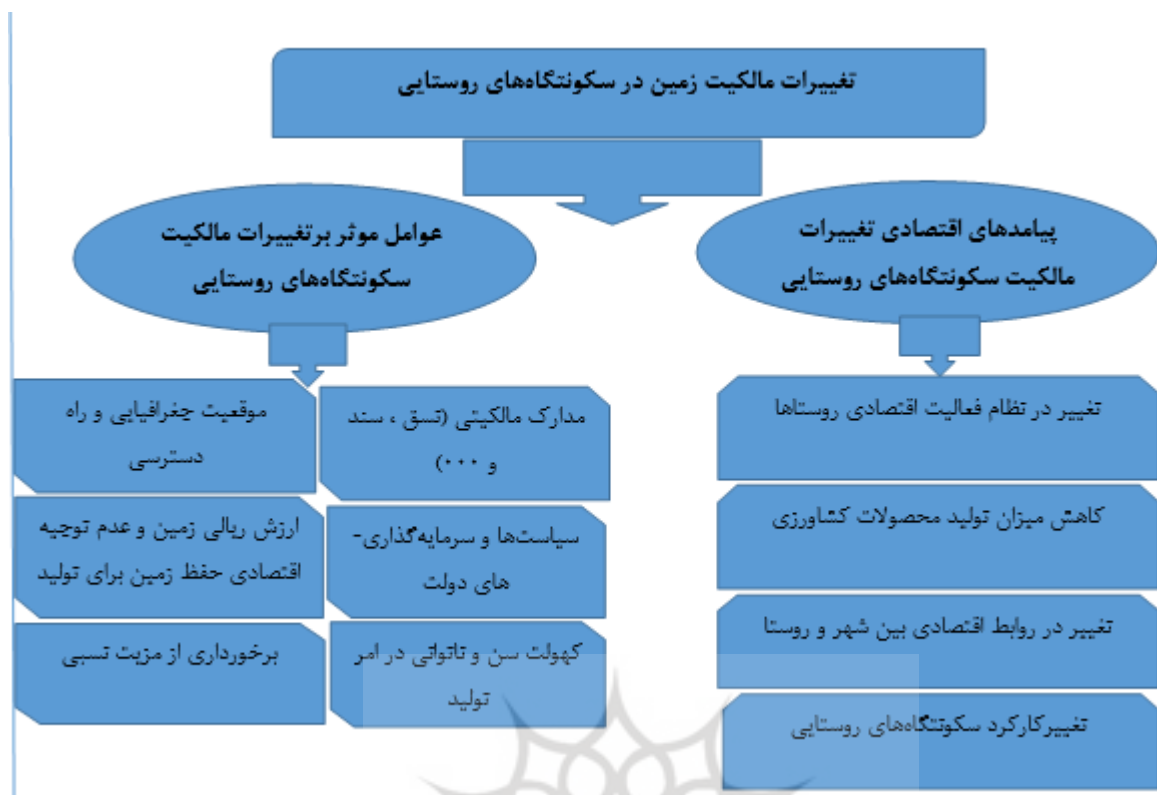 تغییرات مالکیت زمین در سکونتگاه‌های روستایی
پیامدهای اقتصادی تغییرات
مالکیت سکونتگاه‌های روستایی
تغییر در نظام فعالیت اقتصادی روستاها
کاهش میزان تولید محصولات کشاورزی
تغییر در روابط اقتصادی بین شهر و روستا
تغییرکارکرد سکونتگاه‌های روستایی
عوامل موثر برتغییرات مالکیت
سکونتگاه‌های روستایی
مدارک مالکیتی (نسق ، سند
و ۰۰۰)
سیاست‌ها و سرمایه‌گذاری-
های دولت
کهولت سن و ناتوانی در امر
تولید
موقعیت جغرافیایی و راه
دسترسی
ارزش ریالی زمین و عدم توجیه
اقتصادی حفظ زمین برای تولید
برخورداری از مزیت نسبی